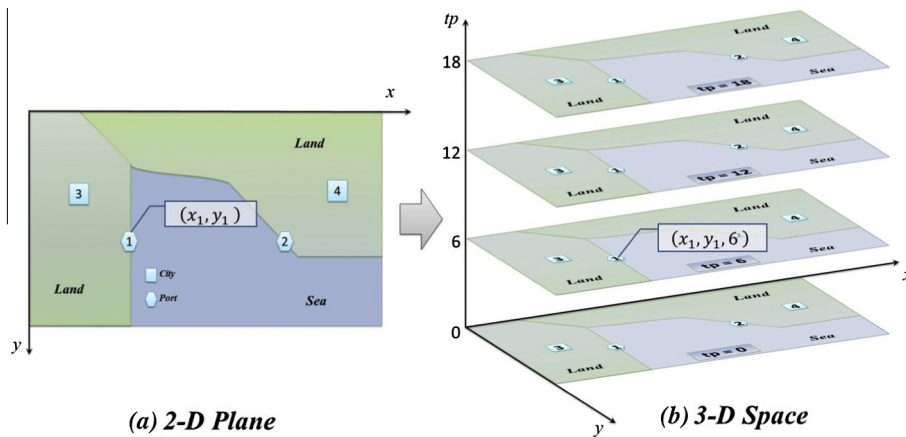 x
Land
3
4
(x₁, y₁ )
1
2
City
Port
Land
Sea
y
(a) 2-D Plane
tp
18
Land
4
3
2
1
tp = 18
Sea
Land
12
Land
4
3
2
1
tp = 12
Sea
Land
6
Land
4
(x₁, y₁, 6)
3
1
tp = 6
Sea
Land
x
0
Land
4
3
2
1
tp = 0
Sea
Land
y
(b) 3-D Space